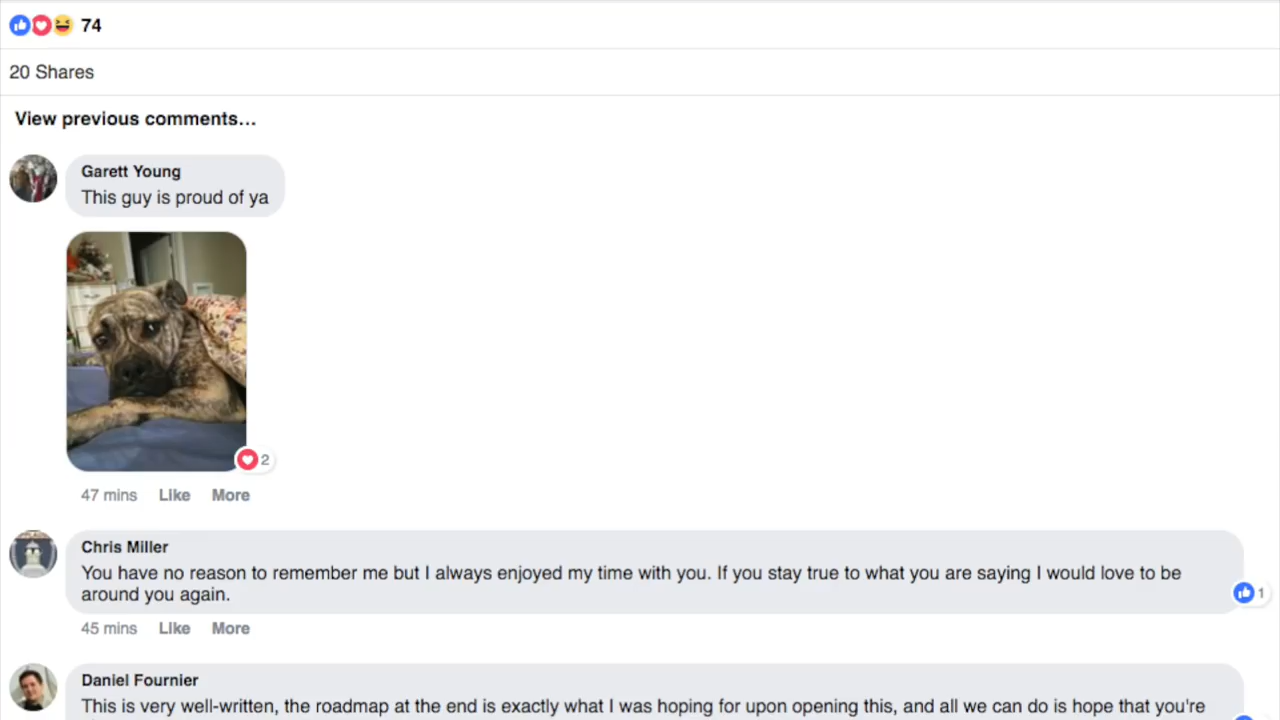 74
20 Shares
View previous comments...
Garett Young
This guy is proud of ya
2
47 mins Like More
Chris Miller
You have no reason to remember me but I always enjoyed my time with you. If you stay true to what you are saying I would love to be
around you again.
1
45 mins Like More
Daniel Fournier
This is very well-written, the roadmap at the end is exactly what I was hoping for upon opening this, and all we can do is hope that you're